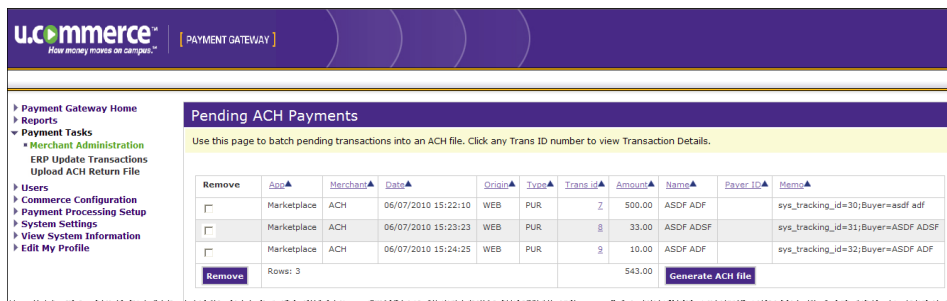 u.commerce™
How money moves on campus.™
[ PAYMENT GATEWAY ]
Payment Gateway Home
Reports
Payment Tasks
Merchant Administration
ERP Update Transactions
Upload ACH Return File
Users
Commerce Configuration
Payment Processing Setup
System Settings
View System Information
Edit My Profile
Pending ACH Payments
Use this page to batch pending transactions into an ACH file. Click any Trans ID number to view Transaction Details.
Remove App Merchant Date Origin Type Trans id Amount Name Payer ID Memo
Marketplace ACH 06/07/2010 15:22:10 WEB PUR 7 500.00 ASDF ADF sys_tracking_id=30;Buyer=asdf adf
Marketplace ACH 06/07/2010 15:23:23 WEB PUR 8 33.00 ASDF ADSF sys_tracking_id=31;Buyer=ASDF ADSF
Marketplace ACH 06/07/2010 15:24:25 WEB PUR 9 10.00 ASDF ADF sys_tracking_id=32;Buyer=ASDF ADF
Remove Rows: 3 543.00 Generate ACH file